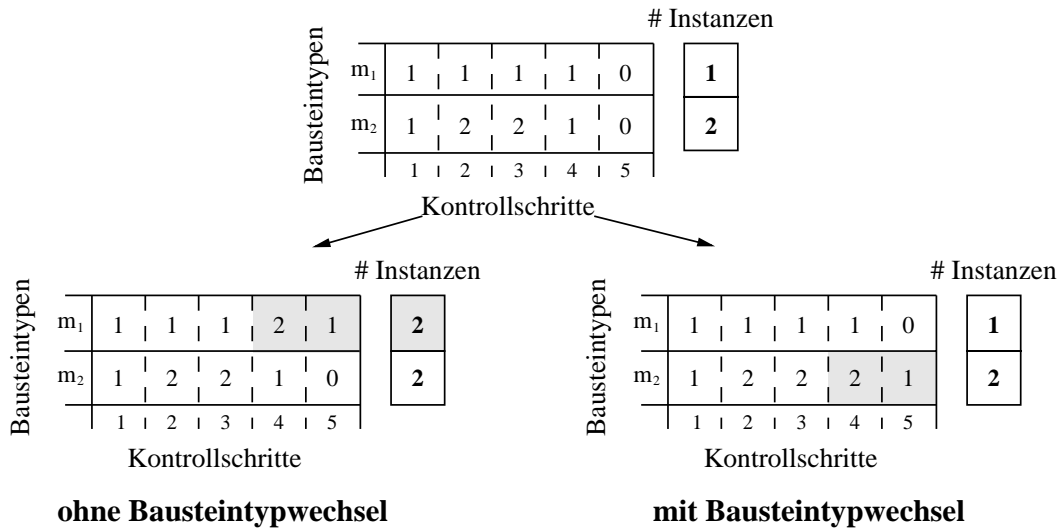 # Instanzen
Bausteintypen
m1 1 1 1 1 0 1
m2 1 2 2 1 0 2
1 2 3 4 5
Kontrollschritte
# Instanzen
Bausteintypen
m1 1 1 1 2 1 2
m2 1 2 2 1 0 2
1 2 3 4 5
Kontrollschritte
ohne Bausteintypwechsel
# Instanzen
Bausteintypen
m1 1 1 1 1 0 1
m2 1 2 2 2 1 2
1 2 3 4 5
Kontrollschritte
mit Bausteintypwechsel